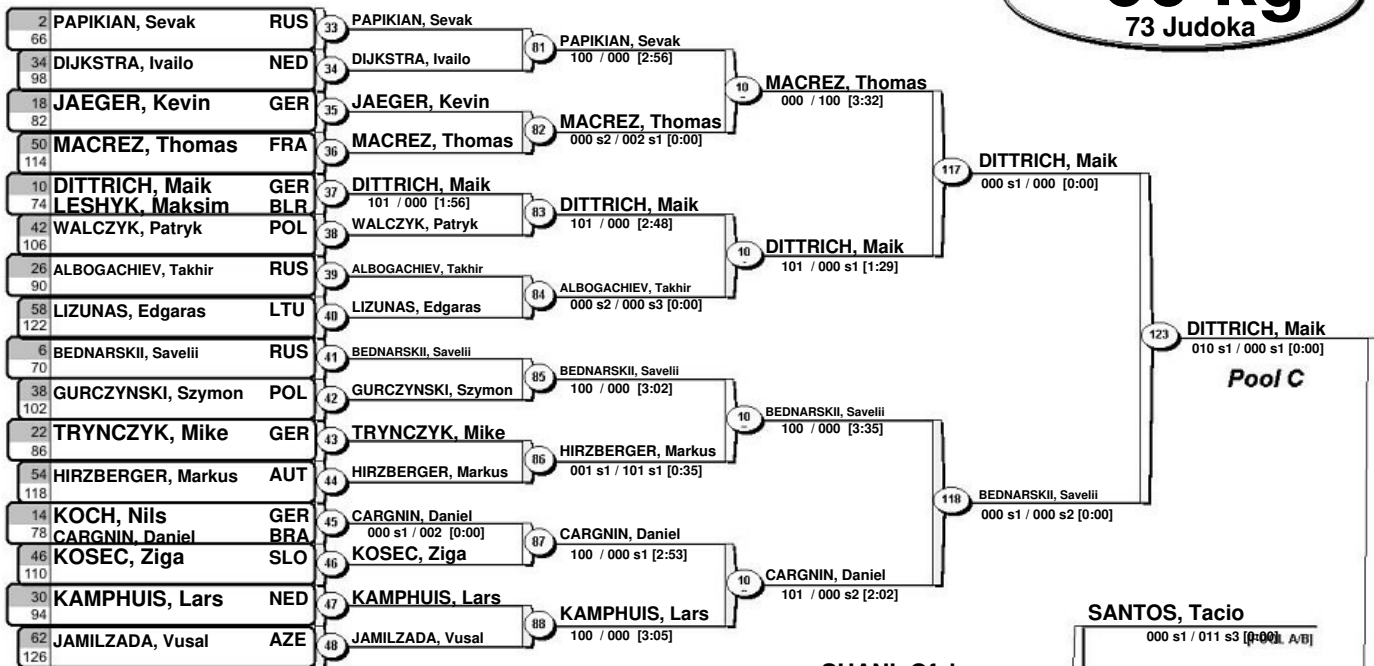 73 Judoka
2 PAPIKIAN, Sevak RUS
66
34 DIJKSTRA, Ivailo NED
98
18 JAEGER, Kevin GER
82
50 MACREZ, Thomas FRA
114
10 DITTRICH, Maik GER
74 LESHYK, Maksim BLR
42 WALCZYK, Patryk POL
106
26 ALBOGACHIEV, Takhir RUS
90
58 LIZUNAS, Edgaras LTU
122
6 BEDNARSKII, Savelii RUS
70
38 GURCZYNSKI, Szymon POL
102
22 TRYNCZYK, Mike GER
86
54 HIRZBERGER, Markus AUT
118
14 KOCH, Nils GER
78 CARGNIN, Daniel BRA
46 KOSEC, Ziga SLO
110
30 KAMPHUIS, Lars NED
94
62 JAMILZADA, Vusal AZE
126
33 PAPIKIAN, Sevak
34 DIJKSTRA, Ivailo
35 JAEGER, Kevin
36 MACREZ, Thomas
37 DITTRICH, Maik
101 / 000 [1:56]
38 WALCZYK, Patryk
39 ALBOGACHIEV, Takhir
40 LIZUNAS, Edgaras
41 BEDNARSKII, Savelii
42 GURCZYNSKI, Szymon
43 TRYNCZYK, Mike
44 HIRZBERGER, Markus
45 CARGNIN, Daniel
000 s1 / 002 [0:00]
46 KOSEC, Ziga
47 KAMPHUIS, Lars
48 JAMILZADA, Vusal
81 PAPIKIAN, Sevak
100 / 000 [2:56]
82 MACREZ, Thomas
000 s2 / 002 s1 [0:00]
83 DITTRICH, Maik
101 / 000 [2:48]
84 ALBOGACHIEV, Takhir
000 s2 / 000 s3 [0:00]
85 BEDNARSKII, Savelii
100 / 000 [3:02]
86 HIRZBERGER, Markus
001 s1 / 101 s1 [0:35]
87 CARGNIN, Daniel
100 / 000 s1 [2:53]
88 KAMPHUIS, Lars
100 / 000 [3:05]
10 MACREZ, Thomas
000 / 100 [3:32]
10 DITTRICH, Maik
101 / 000 s1 [1:29]
10 BEDNARSKII, Savelii
100 / 000 [3:35]
10 CARGNIN, Daniel
101 / 000 s2 [2:02]
117 DITTRICH, Maik
000 s1 / 000 [0:00]
118 BEDNARSKII, Savelii
000 s1 / 000 s2 [0:00]
123 DITTRICH, Maik
010 s1 / 000 s1 [0:00]
Pool C
SANTOS, Tacio
000 s1 / 011 s3 [0:00] A/B]